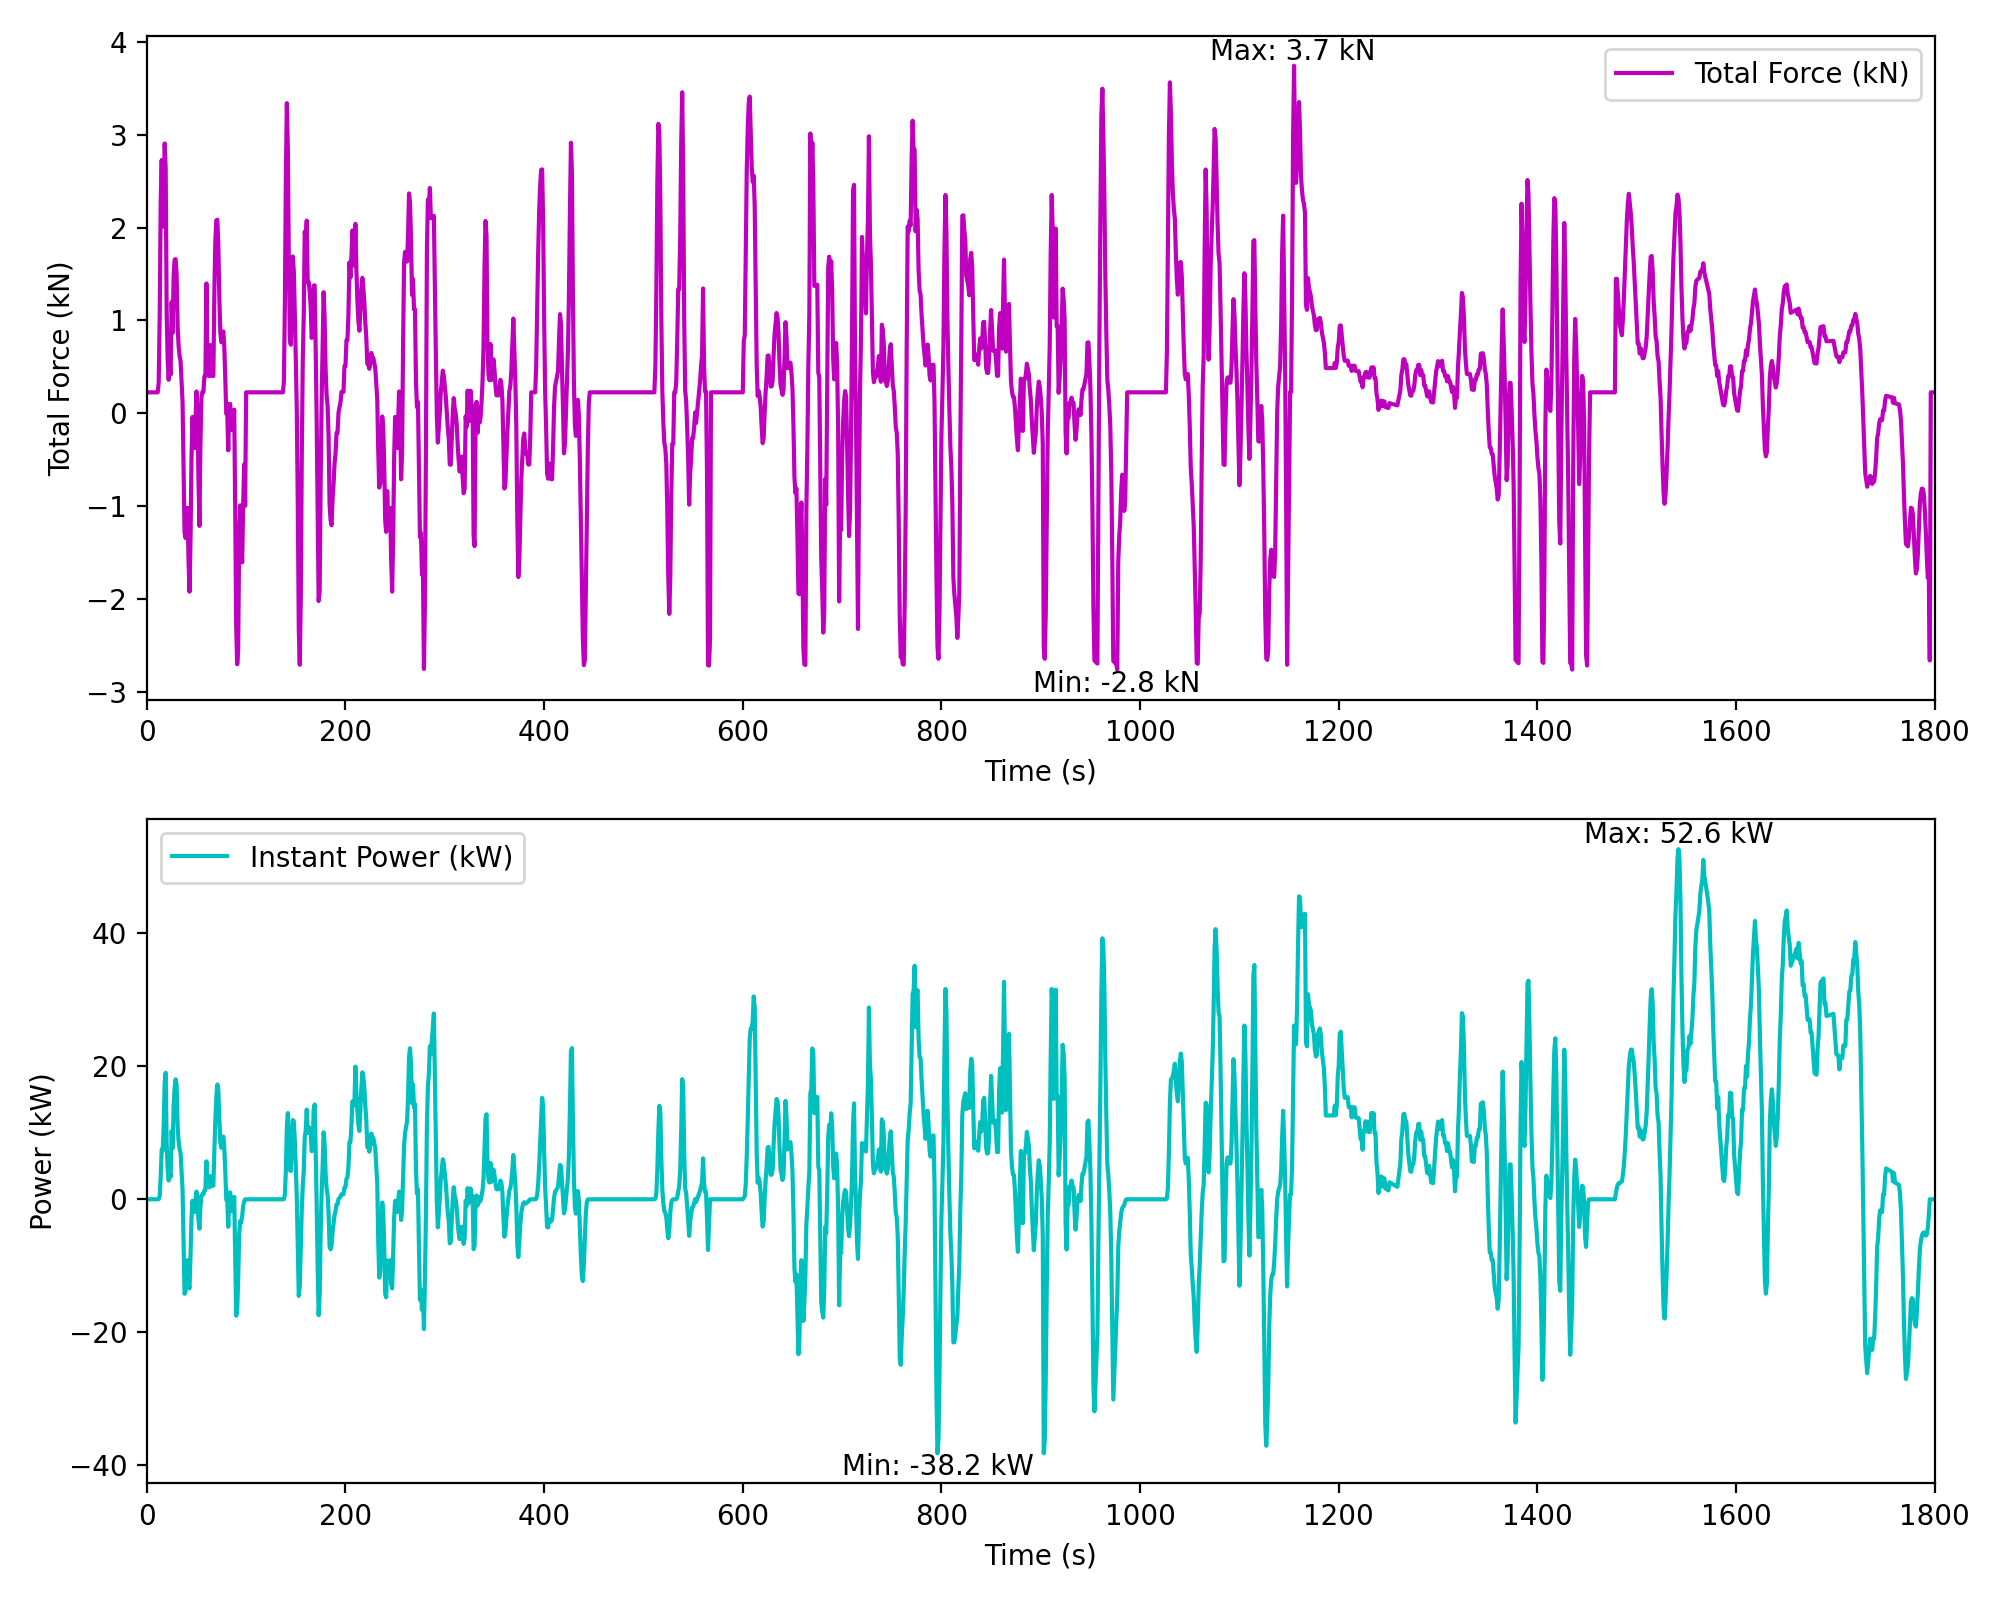 Max: 3.7 kN
Total Force (kN)
4
3
2
1
0
−1
−2
−3
Total Force (kN)
Min: -2.8 kN
0 200 400 600 800 1000 1200 1400 1600 1800
Time (s)
Max: 52.6 kW
Instant Power (kW)
40
20
0
−20
−40
Power (kW)
Min: -38.2 kW
0 200 400 600 800 1000 1200 1400 1600 1800
Time (s)